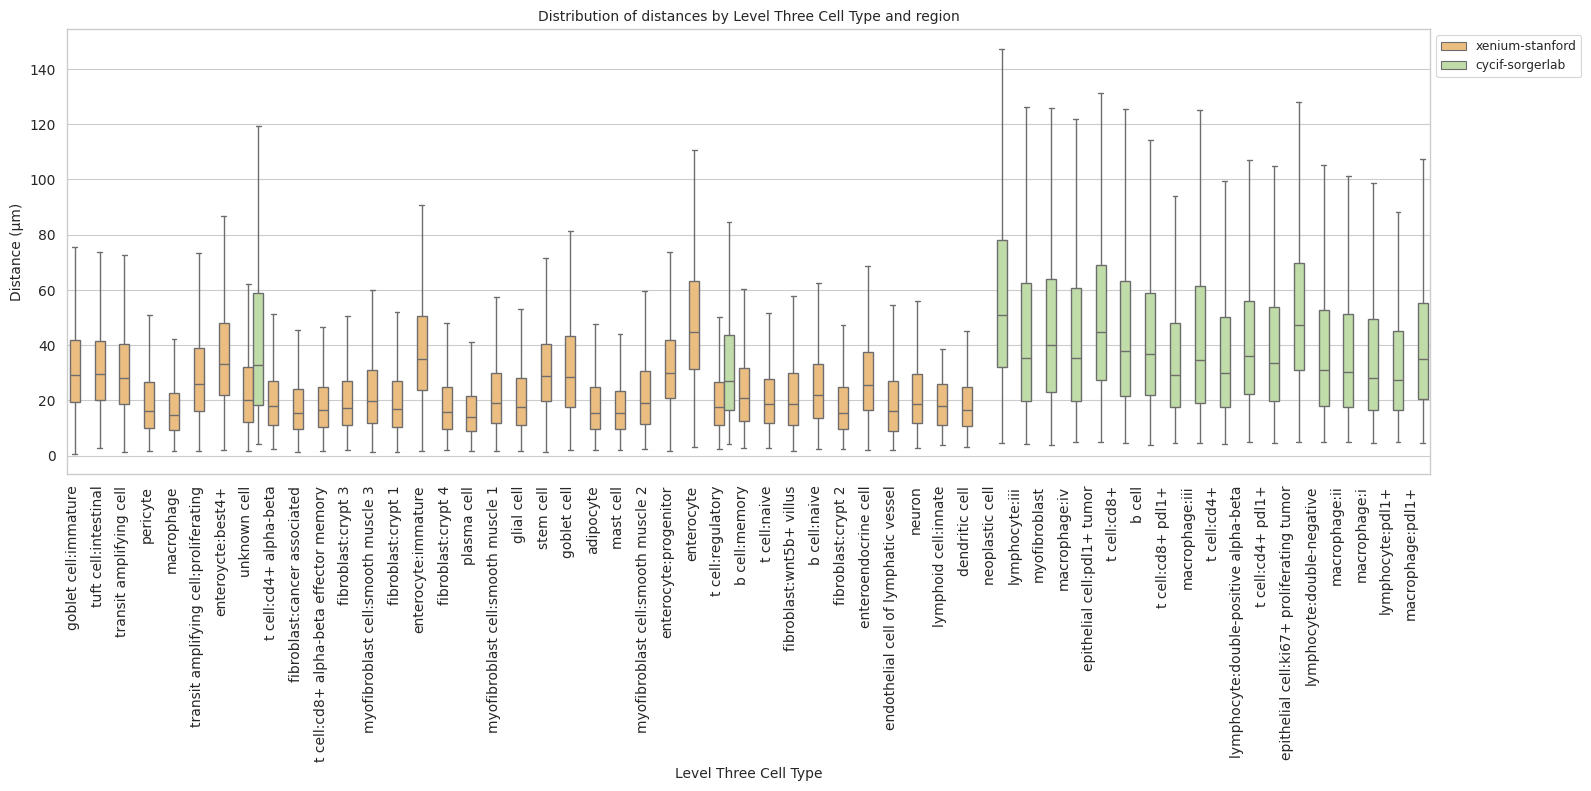 Distribution of distances by Level Three Cell Type and region
xenium-stanford
cycif-sorgerlab
Distance (μm)
140
120
100
80
60
40
20
0
goblet cell:immature
tuft cell:intestinal
transit amplifying cell
pericyte
macrophage
transit amplifying cell:proliferating
enteroycte:best4+
unknown cell
t cell:cd4+ alpha-beta
fibroblast:cancer associated
t cell:cd8+ alpha-beta effector memory
fibroblast:crypt 3
myofibroblast cell:smooth muscle 3
fibroblast:crypt 1
enterocyte:immature
fibroblast:crypt 4
plasma cell
myofibroblast cell:smooth muscle 1
glial cell
stem cell
goblet cell
adipocyte
mast cell
myofibroblast cell:smooth muscle 2
enterocyte:progenitor
enterocyte
t cell:regulatory
b cell:memory
t cell:naive
fibroblast:wnt5b+ villus
b cell:naive
fibroblast:crypt 2
enteroendocrine cell
endothelial cell of lymphatic vessel
neuron
lymphoid cell:innate
dendritic cell
neoplastic cell
lymphocyte:iii
myofibroblast
macrophage:iv
epithelial cell:pdl1+ tumor
t cell:cd8+
b cell
t cell:cd8+ pdl1+
macrophage:iii
t cell:cd4+
lymphocyte:double-positive alpha-beta
t cell:cd4+ pdl1+
epithelial cell:ki67+ proliferating tumor
lymphocyte:double-negative
macrophage:ii
macrophage:i
lymphocyte:pdl1+
macrophage:pdl1+
Level Three Cell Type